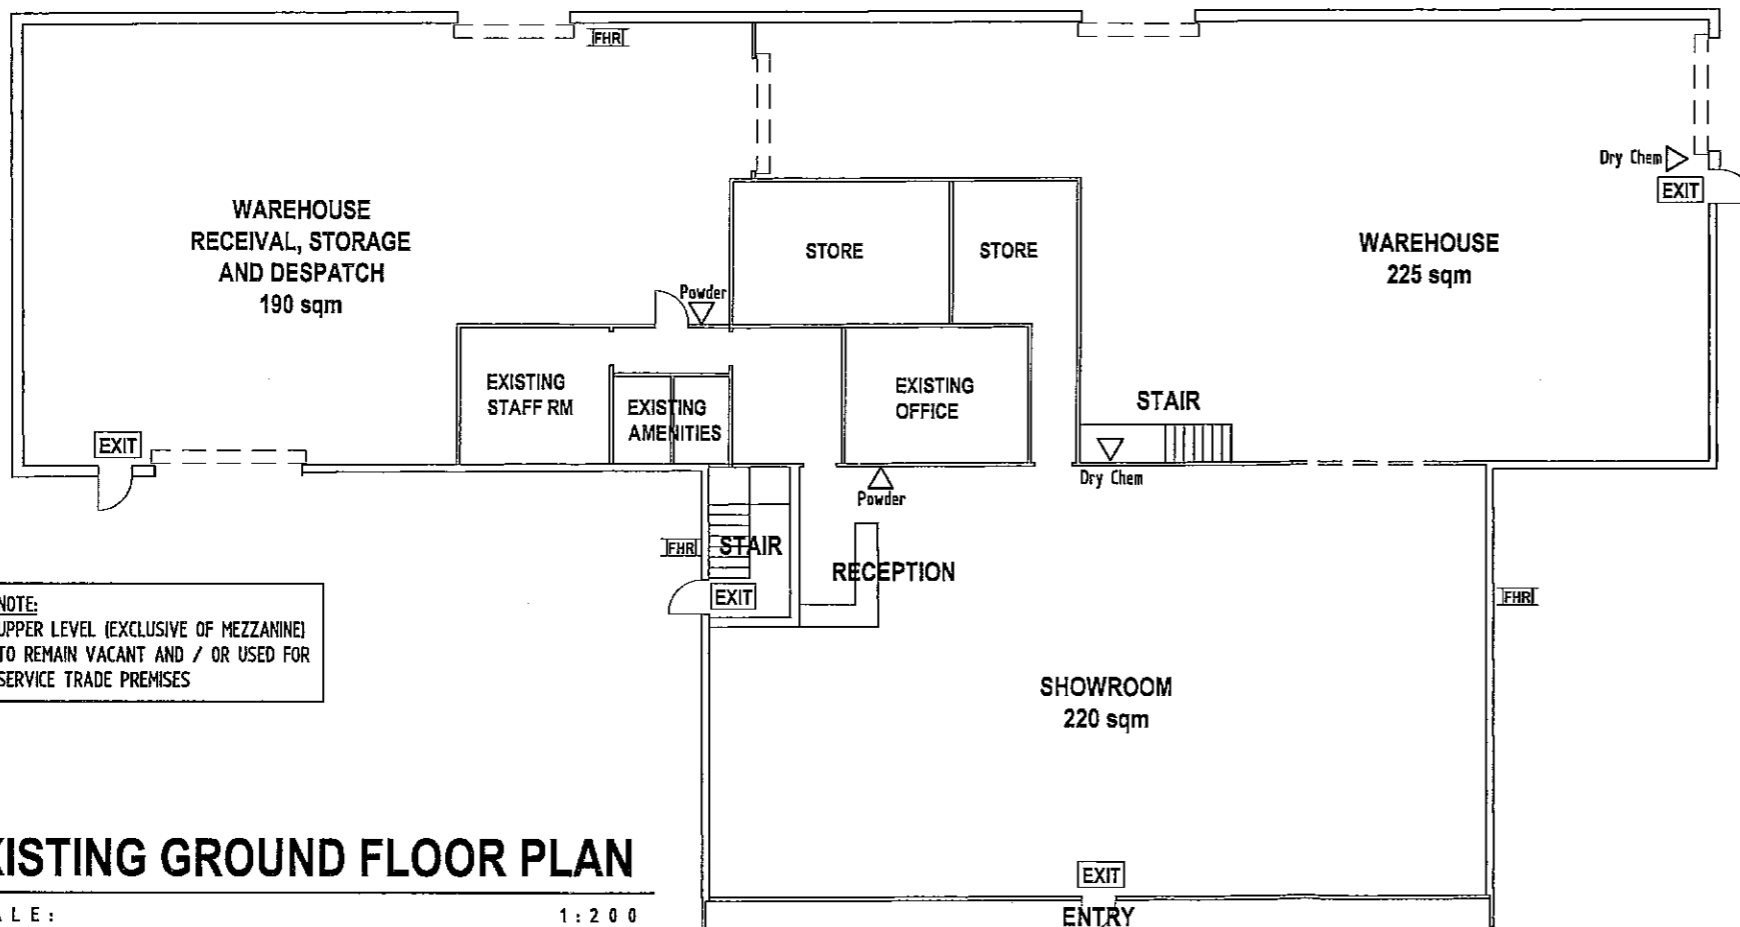 FHR
Dry Chem
EXIT
WAREHOUSE
RECEIVAL, STORAGE
AND DESPATCH
190 sqm
STORE
STORE
WAREHOUSE
225 sqm
Powder
EXISTING
STAFF RM
EXISTING
AMENITIES
EXISTING
OFFICE
STAIR
EXIT
Dry Chem
Powder
FHR
STAIR
RECEPTION
EXIT
FHR
NOTE:
UPPER LEVEL (EXCLUSIVE OF MEZZANINE)
TO REMAIN VACANT AND / OR USED FOR
SERVICE TRADE PREMISES
SHOWROOM
220 sqm
XISTING GROUND FLOOR PLAN
EXIT
ALE: 1:200
ENTRY